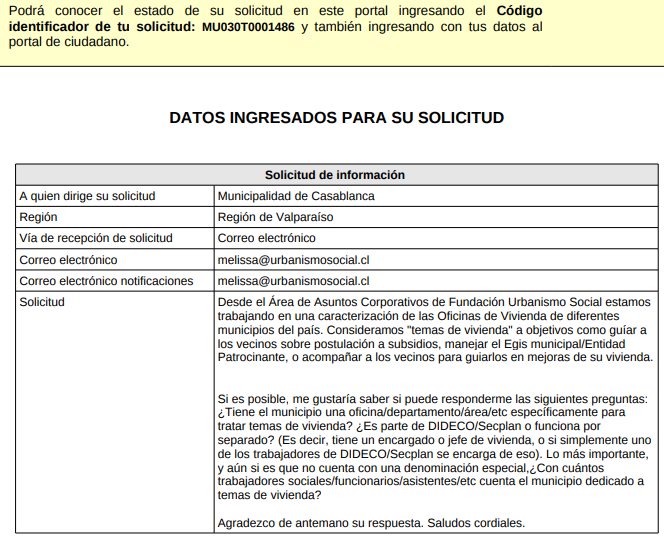 Podrá conocer el estado de su solicitud en este portal ingresando el Código
identificador de tu solicitud: MU030T0001486 y también ingresando con tus datos al
portal de ciudadano.
DATOS INGRESADOS PARA SU SOLICITUD
Solicitud de información
A quien dirige su solicitud Municipalidad de Casablanca
Región Región de Valparaíso
Vía de recepción de solicitud Correo electrónico
Correo electrónico melissa@urbanismosocial.cl
Correo electrónico notificaciones melissa@urbanismosocial.cl
Solicitud Desde el Área de Asuntos Corporativos de Fundación Urbanismo Social estamos
trabajando en una caracterización de las Oficinas de Vivienda de diferentes
municipios del país. Consideramos "temas de vivienda" a objetivos como guíar a
los vecinos sobre postulación a subsidios, manejar el Egis municipal/Entidad
Patrocinante, o acompañar a los vecinos para guiarlos en mejoras de su vivienda.
Si es posible, me gustaría saber si puede responderme las siguientes preguntas:
¿Tiene el municipio una oficina/departamento/área/etc específicamente para
tratar temas de vivienda? ¿Es parte de DIDECO/Secplan o funciona por
separado? (Es decir, tiene un encargado o jefe de vivienda, o si simplemente uno
de los trabajadores de DIDECO/Secplan se encarga de eso). Lo más importante,
y aún si es que no cuenta con una denominación especial,¿Con cuántos
trabajadores sociales/funcionarios/asistentes/etc cuenta el municipio dedicado a
temas de vivienda?
Agradezco de antemano su respuesta. Saludos cordiales.